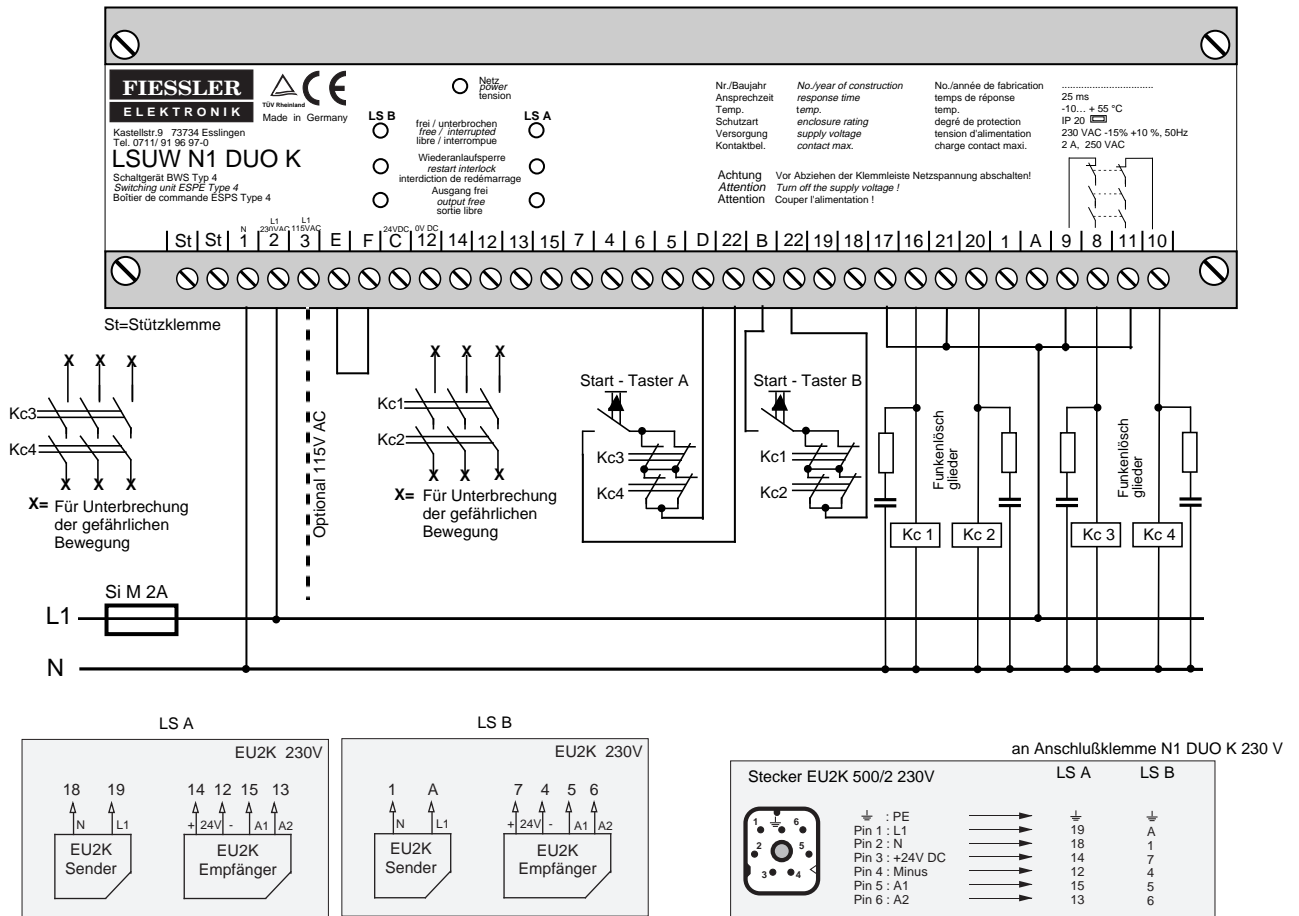 FIESSLER
ELEKTRONIK
TÜV Rheinland
Made in Germany
Kastellstr.9 73734 Esslingen
Tel. 0711/ 91 96 97-0
LSUW N1 DUO K
Schaltgerät BWS Typ 4
Switching unit ESPE Type 4
Boîtier de commande ESPS Type 4
Netz
power
tension
LS B
LS A
frei / unterbrochen
free / interrupted
libre / interrompue
Wiederanlaufsperre
restart interlock
interdiction de redémarrage
Ausgang frei
output free
sortie libre
Nr./Baujahr No./year of construction No./année de fabrication ..............................
Ansprechzeit response time temps de réponse 25 ms
Temp. temp. temp. -10... + 55 °C
Schutzart enclosure rating degré de protection IP 20
Versorgung supply voltage tension d'alimentation 230 VAC -15% +10 %, 50Hz
Kontaktbel. contact max. charge contact maxi. 2 A, 250 VAC
Achtung Vor Abziehen der Klemmleiste Netzspannung abschalten!
Attention Turn off the supply voltage !
Attention Couper l'alimentation !
N L1 230VAC L1 115VAC 24VDC 0V DC
St St 1 2 3 E F C 12 14 12 13 15 7 4 6 5 D 22 B 22 19 18 17 16 21 20 1 A 9 8 11 10
St=Stützklemme
X X X
Kc3
Kc4
X X X
X= Für Unterbrechung
der gefährlichen
Bewegung
Optional 115V AC
X X X
Kc1
Kc2
X X X
X= Für Unterbrechung
der gefährlichen
Bewegung
Start - Taster A
Kc3
Kc4
Start - Taster B
Kc1
Kc2
Funkenlösch
glieder
Funkenlösch
glieder
Kc 1
Kc 2
Kc 3
Kc 4
Si M 2A
L1
N
LS A
EU2K 230V
18 19 14 12 15 13
N L1 + 24V - A1 A2
EU2K
Sender
EU2K
Empfänger
LS B
EU2K 230V
1 A 7 4 5 6
N L1 + 24V - A1 A2
EU2K
Sender
EU2K
Empfänger
an Anschlußklemme N1 DUO K 230 V
Stecker EU2K 500/2 230V LS A LS B
1 6
2 5
3 4
: PE
Pin 1 : L1 19 A
Pin 2 : N 18 1
Pin 3 : +24V DC 14 7
Pin 4 : Minus 12 4
Pin 5 : A1 15 5
Pin 6 : A2 13 6